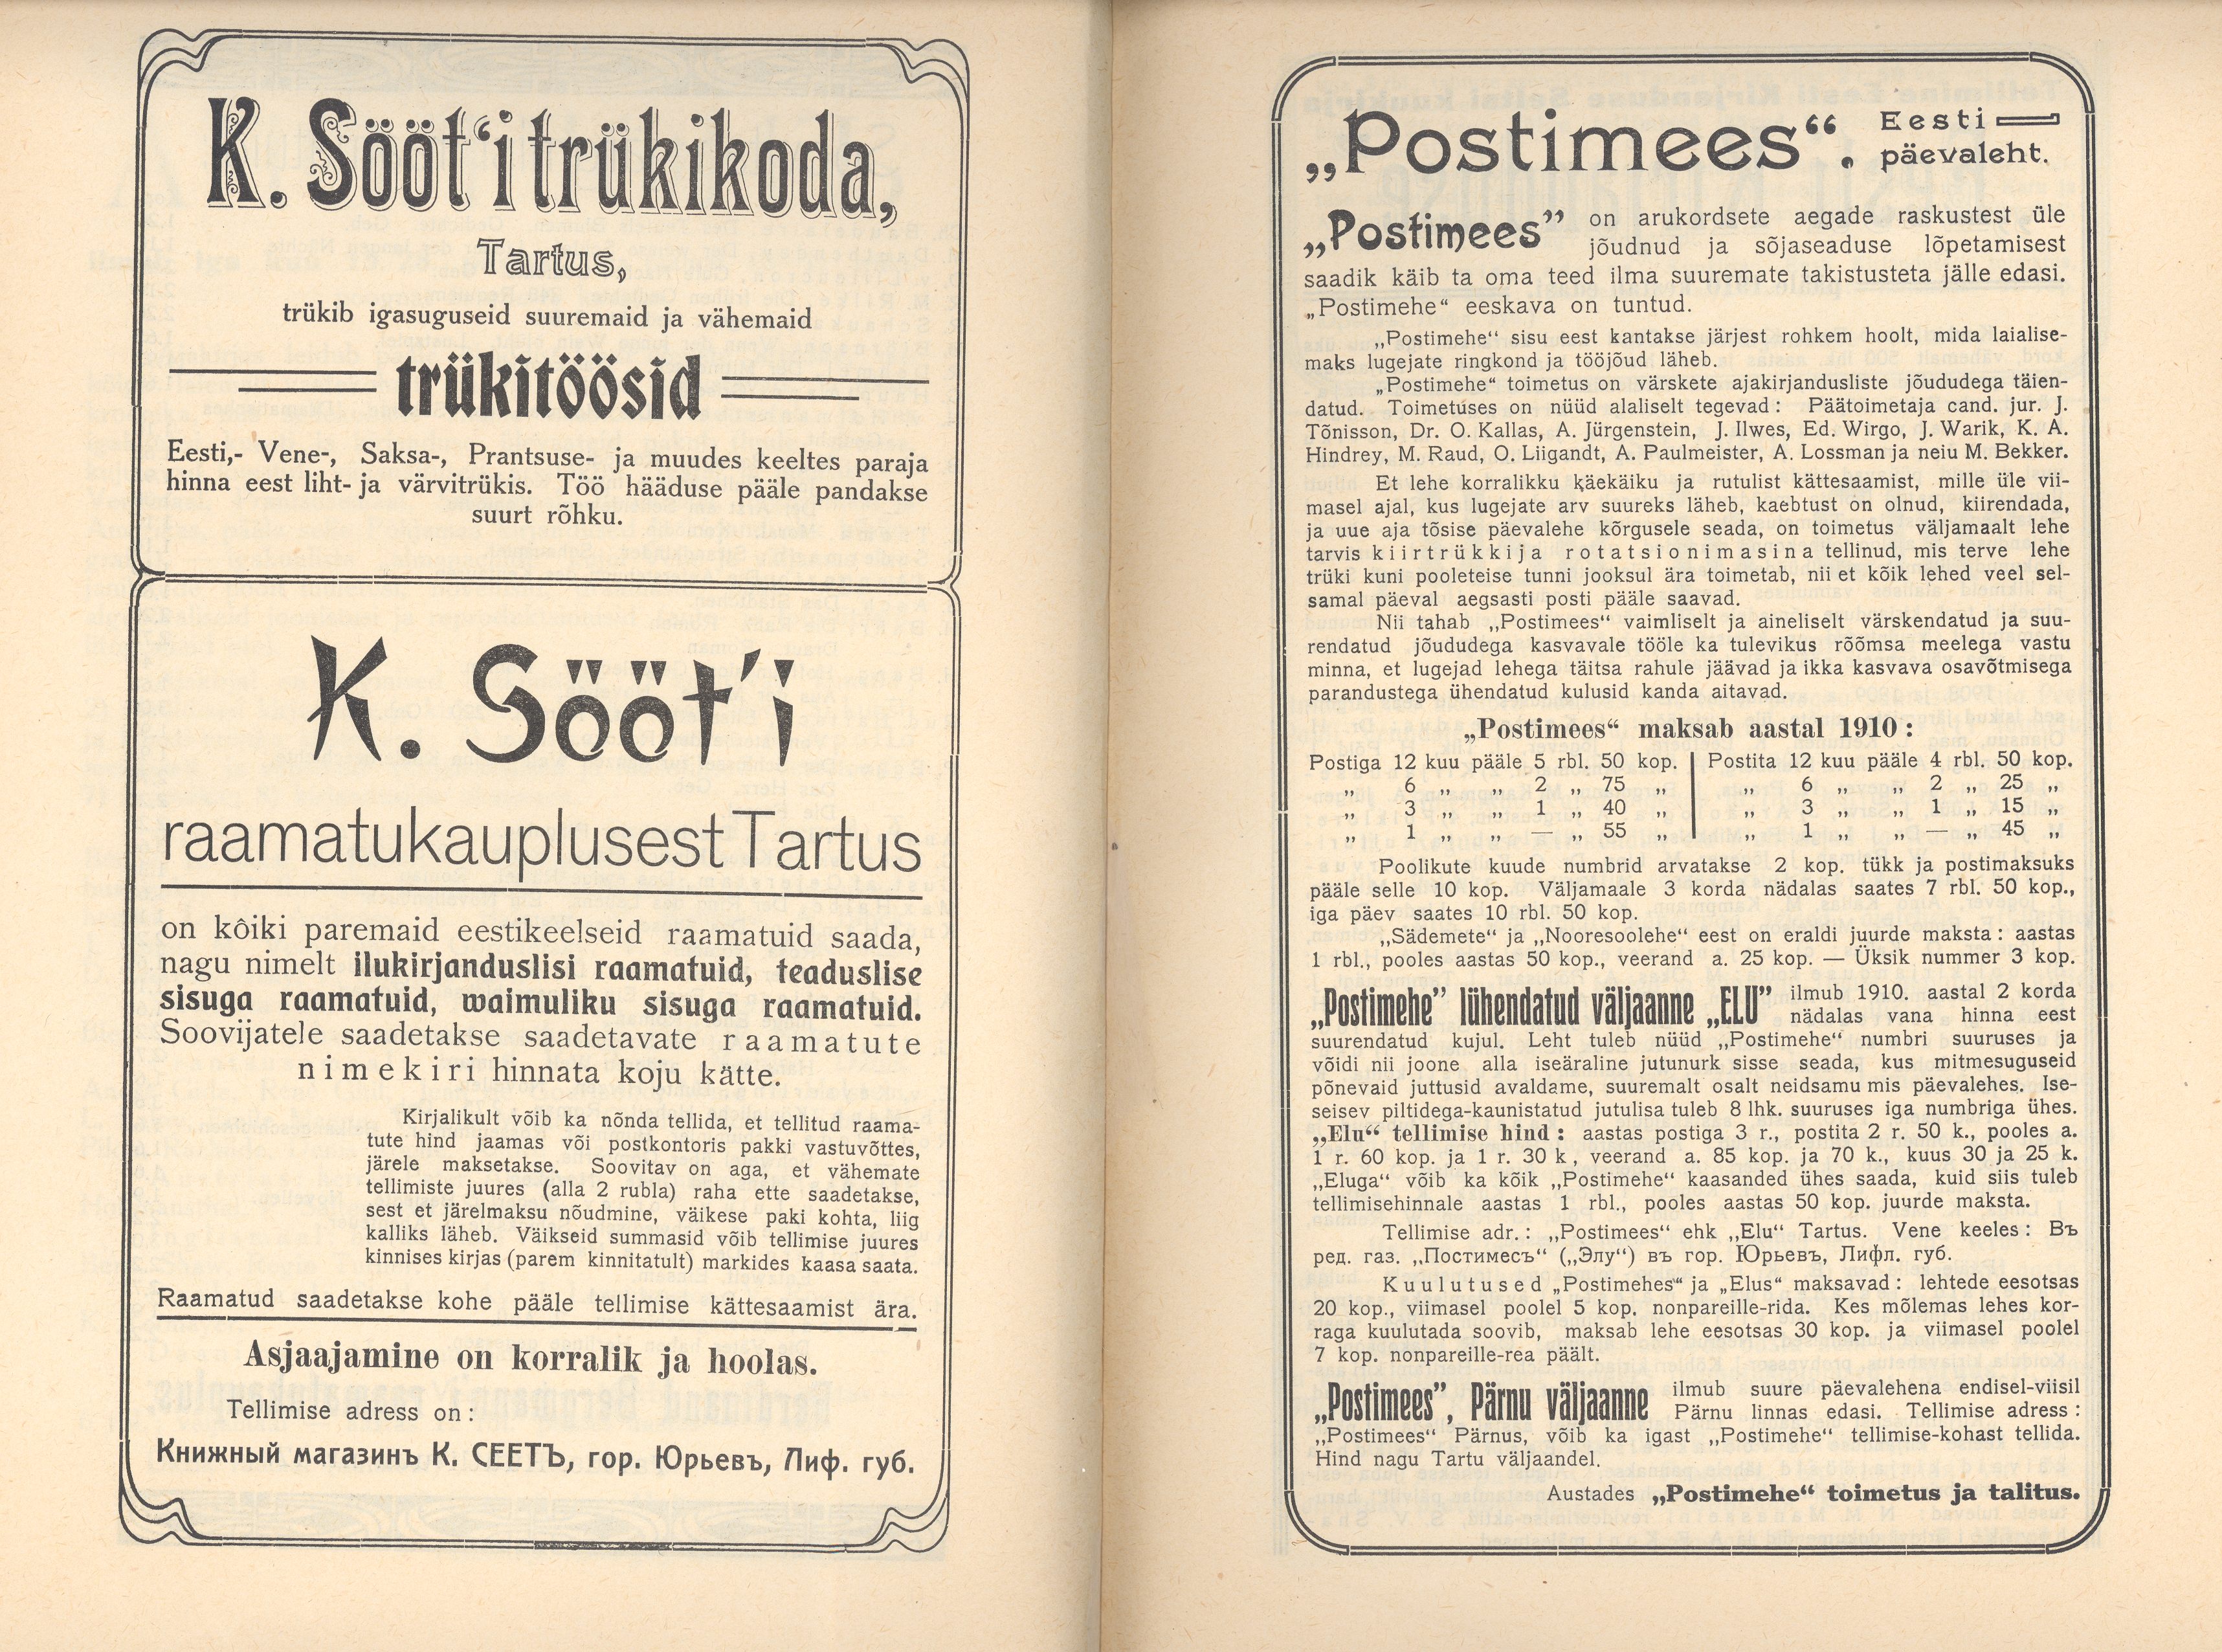 K. Sööt‘i trükikoda,
Tartus,
trükib igasuguseid suuremaid ja vähemaid
trükitöösid
Eesti,- Vene-, Saksa-, Prantsuse- ja muudes keeltes paraja
hinna eest liht- ja värvitrükis. Töö hääduse pääle pandakse
suurt rõhku.
K. Sööt’i
raamatukauplusest Tartus
on kôiki paremaid eestikeelseid raamatuid saada,
nagu nimelt ilukirjanduslisi raamatuid, teaduslise
sisuga raamatuid, waimuliku sisuga raamatuid.
Soovijatele saadetakse saadetavate raamatute
nimekiri hinnata koju kätte.
Kirjalikult võib ka nõnda tellida, et tellitud raama-
tute hind jaamas või postkontoris pakki vastuvõttes,
järele maksetakse. Soovitav on aga, et vähemate
tellimiste juures (alla 2 rubla) raha ette saadetakse,
sest et järelmaksu nõudmine, väikese paki kohta, liig
kalliks läheb. Väikseid summasid võib tellimise juures
kinnises kirjas (parem kinnitatult) markides kaasa saata.
Raamatud saadetakse kohe pääle tellimise kättesaamist ära.
Asjaajamine on korralik ja hoolas.
Tellimise adress on:
Книжный магазинъ К. СЕЕТЪ, гор. Юрьевъ, Лиф. губ.
„Postimees“. Eesti
päevaleht.
„Postimees” on arukordsete aegade raskustest üle
jõudnud ja sõjaseaduse lõpetamisest
saadik käib ta oma teed ilma suuremate takistusteta jälle edasi.
„Postimehe“ eeskava on tuntud.
„Postimehe“ sisu eest kantakse järjest rohkem hoolt, mida laialise-
maks lugejate ringkond ja tööjõud läheb.
„Postimehe“ toimetus on värskete ajakirjandusliste jõududega täien-
datud. Toimetuses on nüüd alaliselt tegevad: Päätoimetaja cand. jur. J.
Tõnisson, Dr. O. Kallas, A. Jürgenstein, J. Ilwes, Ed. Wirgo, J. Warik, K. A.
Hindrey, M. Raud, O. Liigandt, A. Paulmeister, A. Lossman ja neiu M. Bekker.
Et lehe korralikku käekäiku ja rutulist kättesaamist, mille üle vii-
masel ajal, kus lugejate arv suureks läheb, kaebtust on olnud, kiirendada,
ja uue aja tõsise päevalehe kõrgusele seada, on toimetus väljamaalt lehe
tarvis kiirtrükkija rotatsionimasina tellinud, mis terve lehe
trüki kuni pooleteise tunni jooksul ära toimetab, nii et kõik lehed veel sel-
samal päeval aegsasti posti pääle saavad.
Nii tahab „Postimees“ vaimliselt ja aineliselt värskendatud ja suu-
rendatud jõududega kasvavale tööle ka tulevikus rõõmsa meelega vastu
minna, et lugejad lehega täitsa rahule jäävad ja ikka kasvava osavõtmisega
parandustega ühendatud kulusid kanda aitavad.
„Postimees“ maksab aastal 1910:
Postiga 12 kuu pääle 5 rbl. 50 kop. | Postita 12 kuu pääle 4 rbl. 50 kop.
„ 6 „ „ 2 „ 75 „ | „ 6 „ „ 2 „ 25 „
„ 3 „ „ 1 „ 40 „ | „ 3 „ „ 1 „ 15 „
„ 1 „ „ — „ 55 „ | „ 1 „ „ — „ 45 „
Poolikute kuude numbrid arvatakse 2 kop. tükk ja postimaksuks
pääle selle 10 kop. Väljamaale 3 korda nädalas saates 7 rbl. 50 kop.,
iga päev saates 10 rbl. 50 kop.
„Sädemete“ ja „Nooresoolehe“ eest on eraldi juurde maksta: aastas
1 rbl., pooles aastas 50 kop., veerand a. 25 kop. — Üksik nummer 3 kop.
„Postimehe” lühendatud väljaanne „ELU” ilmub 1910. aastal 2 korda
nädalas vana hinna eest
suurendatud kujul. Leht tuleb nüüd „Postimehe“ numbri suuruses ja
võidi nii joone alla iseäraline jutunurk sisse seada, kus mitmesuguseid
põnevaid juttusid avaldame, suuremalt osalt neidsamu mis päevalehes. Ise-
seisev piltidega-kaunistatud jutulisa tuleb 8 lhk. suuruses iga numbriga ühes.
„Elu“ tellimise hind: aastas postiga 3 r., postita 2 r. 50 k., pooles a.
1 r. 60 kop. ja 1 r. 30 k, veerand a. 85 kop. ja 70 k., kuus 30 ja 25 k.
„Eluga“ võib ka kõik „Postimehe“ kaasanded ühes saada, kuid siis tuleb
tellimisehinnale aastas 1 rbl., pooles aastas 50 kop. juurde maksta.
Tellimise adr.: „Postimees“ ehk „Elu“ Tartus. Vene keeles: Въ
ред. газ. „Постимесъ“ („Элу“) въ гор. Юрьевъ, Лифл. губ.
Kuulutused „Postimehes“ ja „Elus“ maksavad: lehtede eesotsas
20 kop., viimasel poolel 5 kop. nonpareille-rida. Kes mõlemas lehes kor-
raga kuulutada soovib, maksab lehe eesotsas 30 kop. ja viimasel poolel
7 kop. nonpareille-rea päält.
„Postimees”, Pärnu väljaanne ilmub suure päevalehena endisel-viisil
Pärnu linnas edasi. Tellimise adress:
„Postimees“ Pärnus, võib ka igast „Postimehe“ tellimise-kohast tellida.
Hind nagu Tartu väljaandel.
Austades „Postimehe“ toimetus ja talitus.